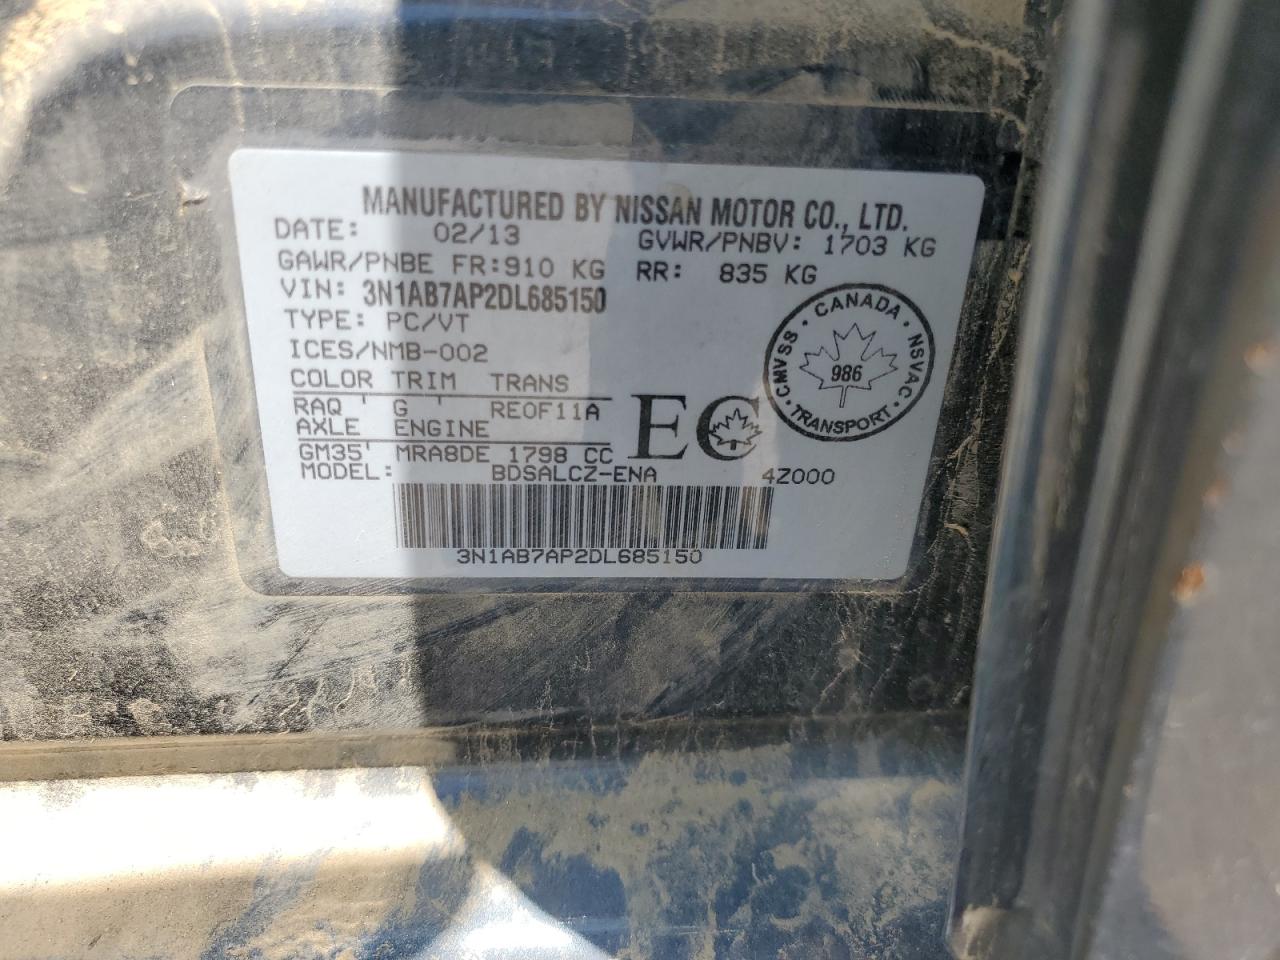 MANUFACTURED BY NISSAN MOTOR CO., LTD.
DATE: 02/13 GVWR/PNBV: 1703 KG
GAWR/PNBE FR:910 KG RR: 835 KG
VIN: 3N1AB7AP2DL685150
TYPE: PC/VT
ICES/NMB-002
COLOR TRIM TRANS
RAQ ' G ' RE0F11A
AXLE ENGINE
GM35' MRA8DE 1798 CC
MODEL: BDSALCZ-ENA 4Z000
EC
CANADA · NSVAC · TRANSPORT · CMVSS ·
986
3N1AB7AP2DL685150